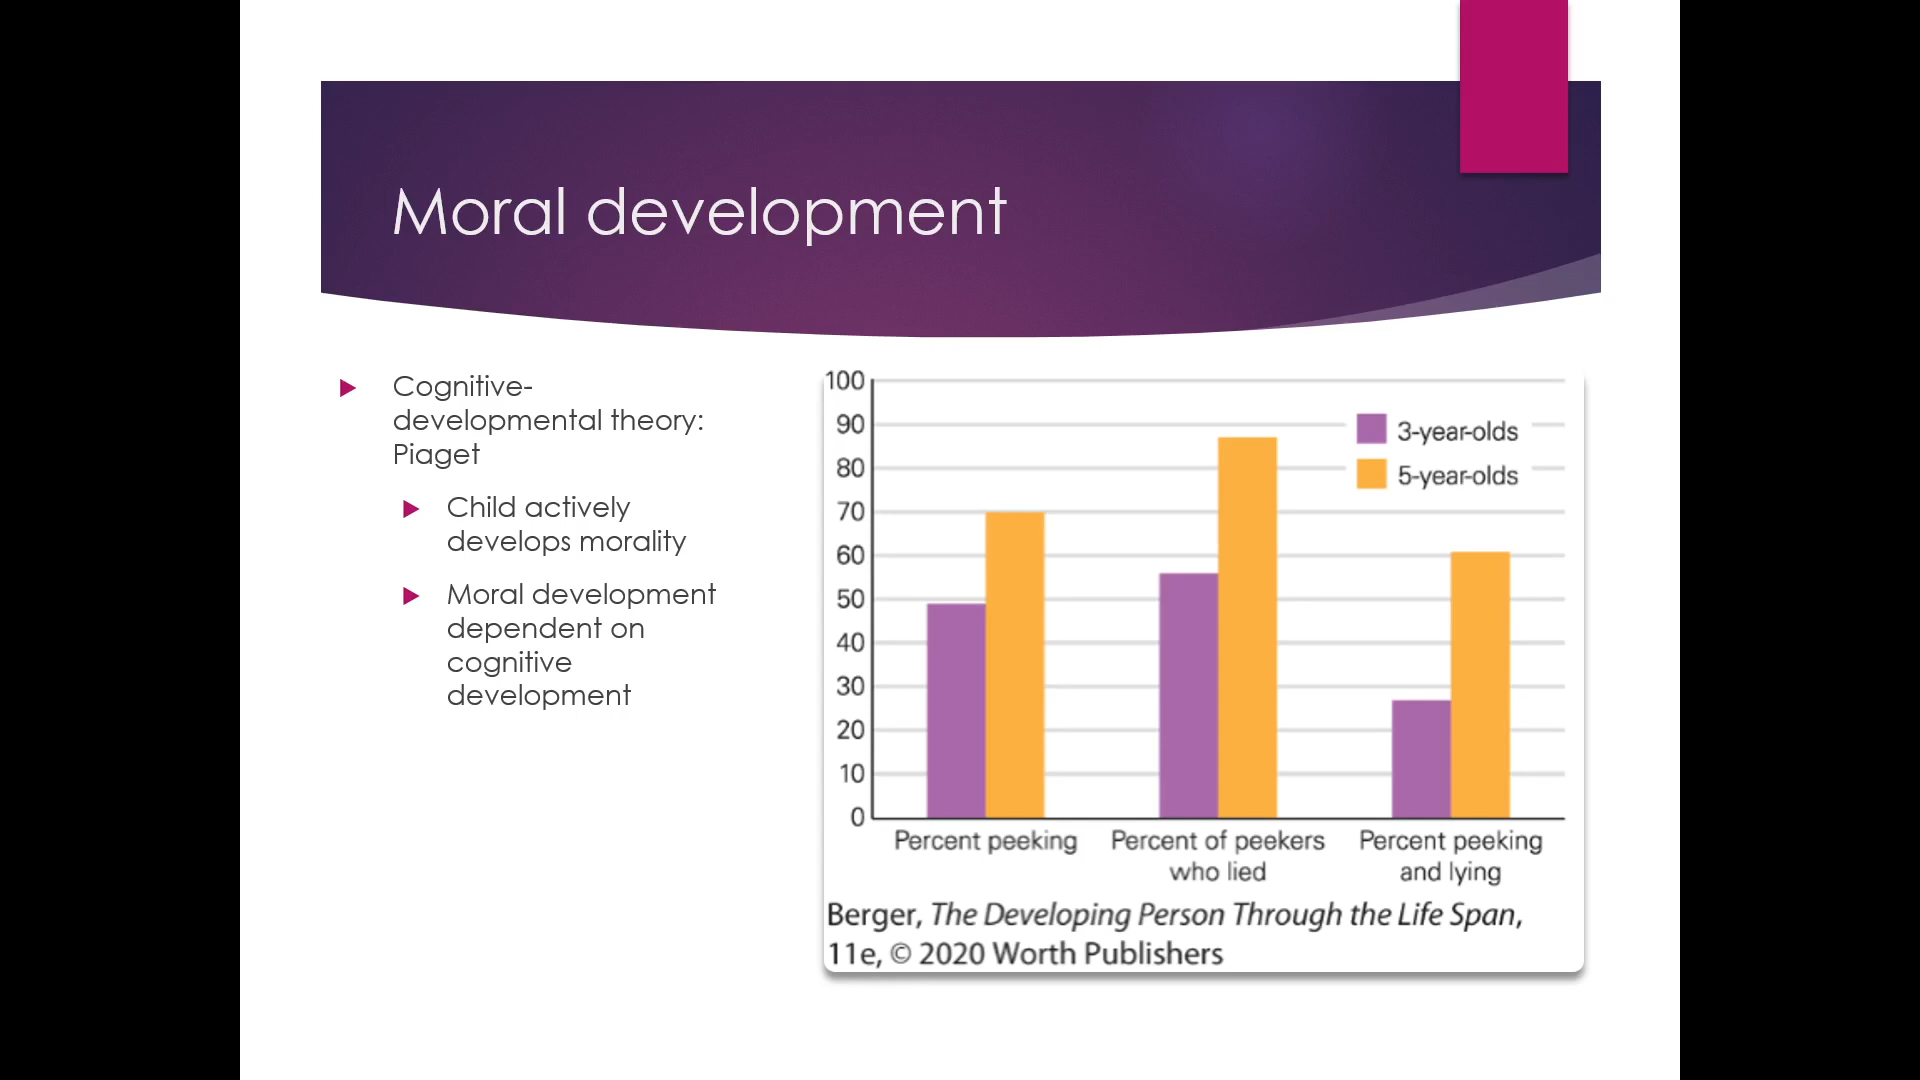 Moral development
Cognitive-
developmental theory:
Piaget
Child actively
develops morality
Moral development
dependent on
cognitive
development
100
90
80
70
60
50
40
30
20
10
0
3-year-olds
5-year-olds
Percent peeking
Percent of peekers
who lied
Percent peeking
and lying
Berger, The Developing Person Through the Life Span,
11e, © 2020 Worth Publishers